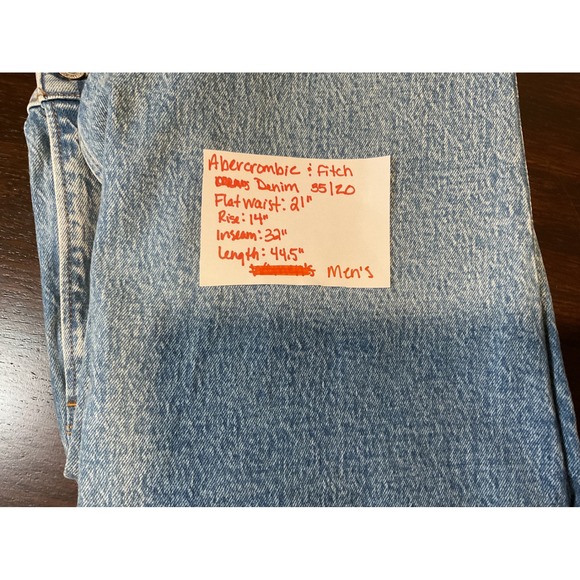 Abercrombie & Fitch
Denim 35/20
Flat Waist: 21"
Rise: 14"
Inseam: 32"
Length: 44.5"
Men's